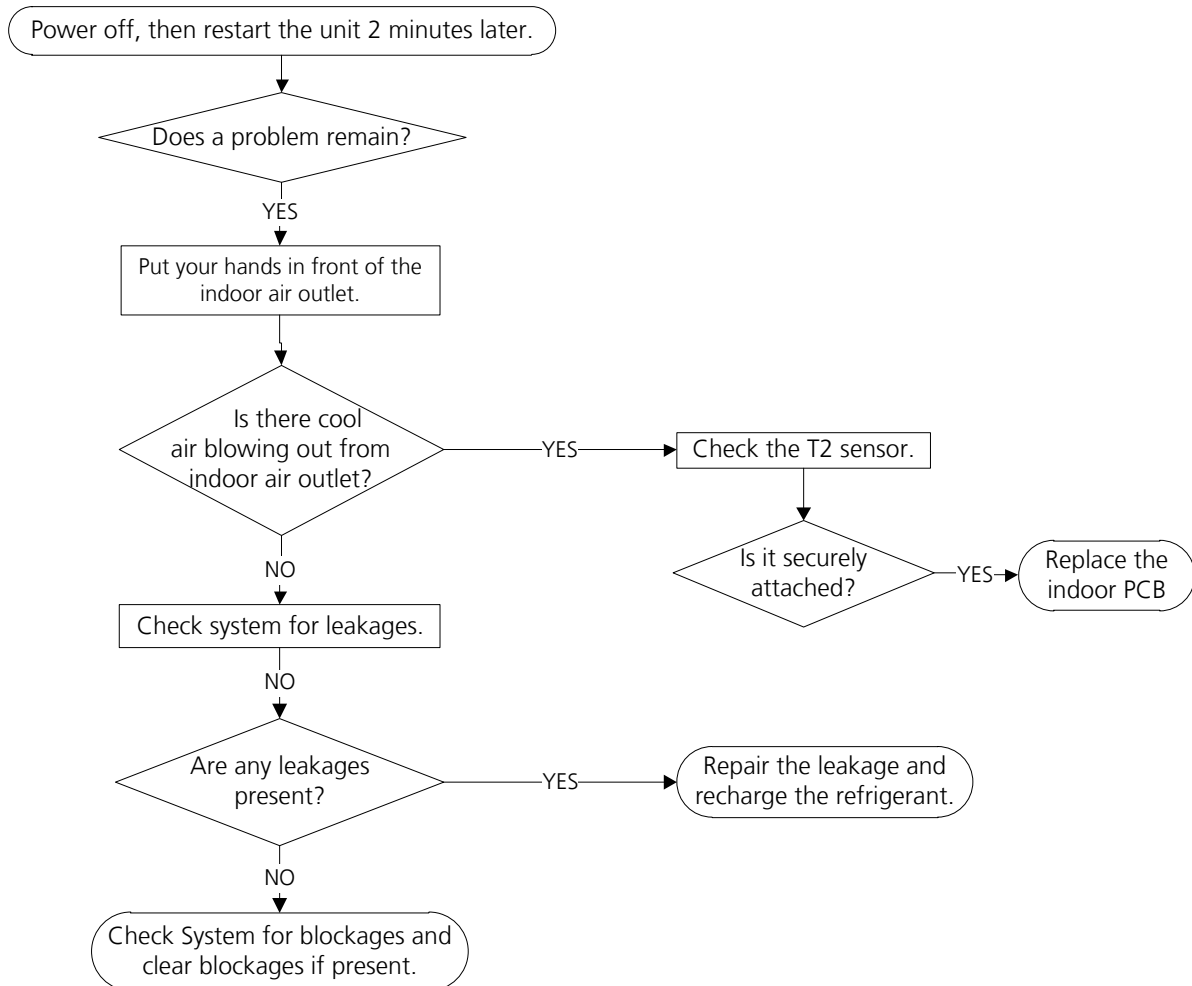 Power off, then restart the unit 2 minutes later.
Does a problem remain?
YES
Put your hands in front of the
indoor air outlet.
Is there cool
air blowing out from
indoor air outlet?
YES
Check the T2 sensor.
Is it securely
attached?
YES
Replace the
indoor PCB
NO
Check system for leakages.
NO
Are any leakages
present?
YES
Repair the leakage and
recharge the refrigerant.
NO
Check System for blockages and
clear blockages if present.